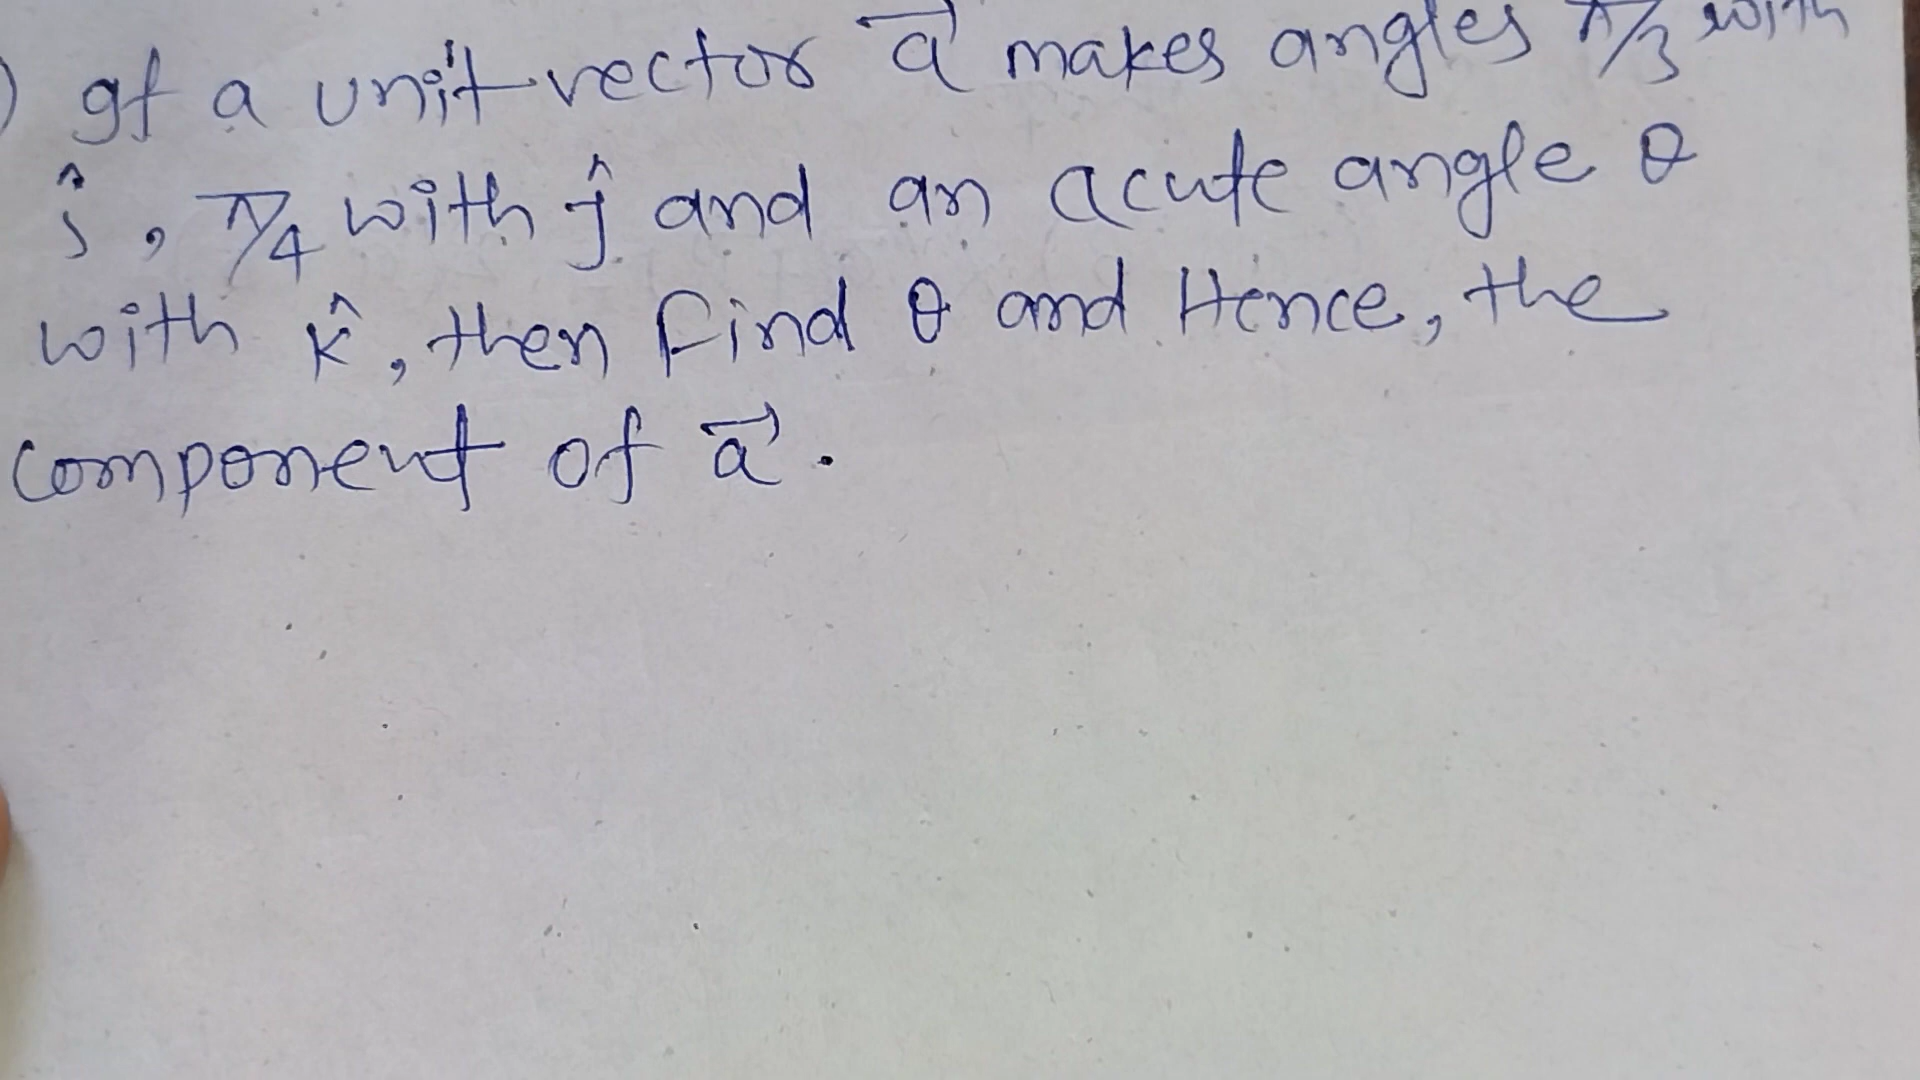 ) If a unit vector a⃗ makes angles π/3 with
î, π/4 with ĵ and an acute angle θ
with k̂, then find θ and Hence, the
component of a⃗.